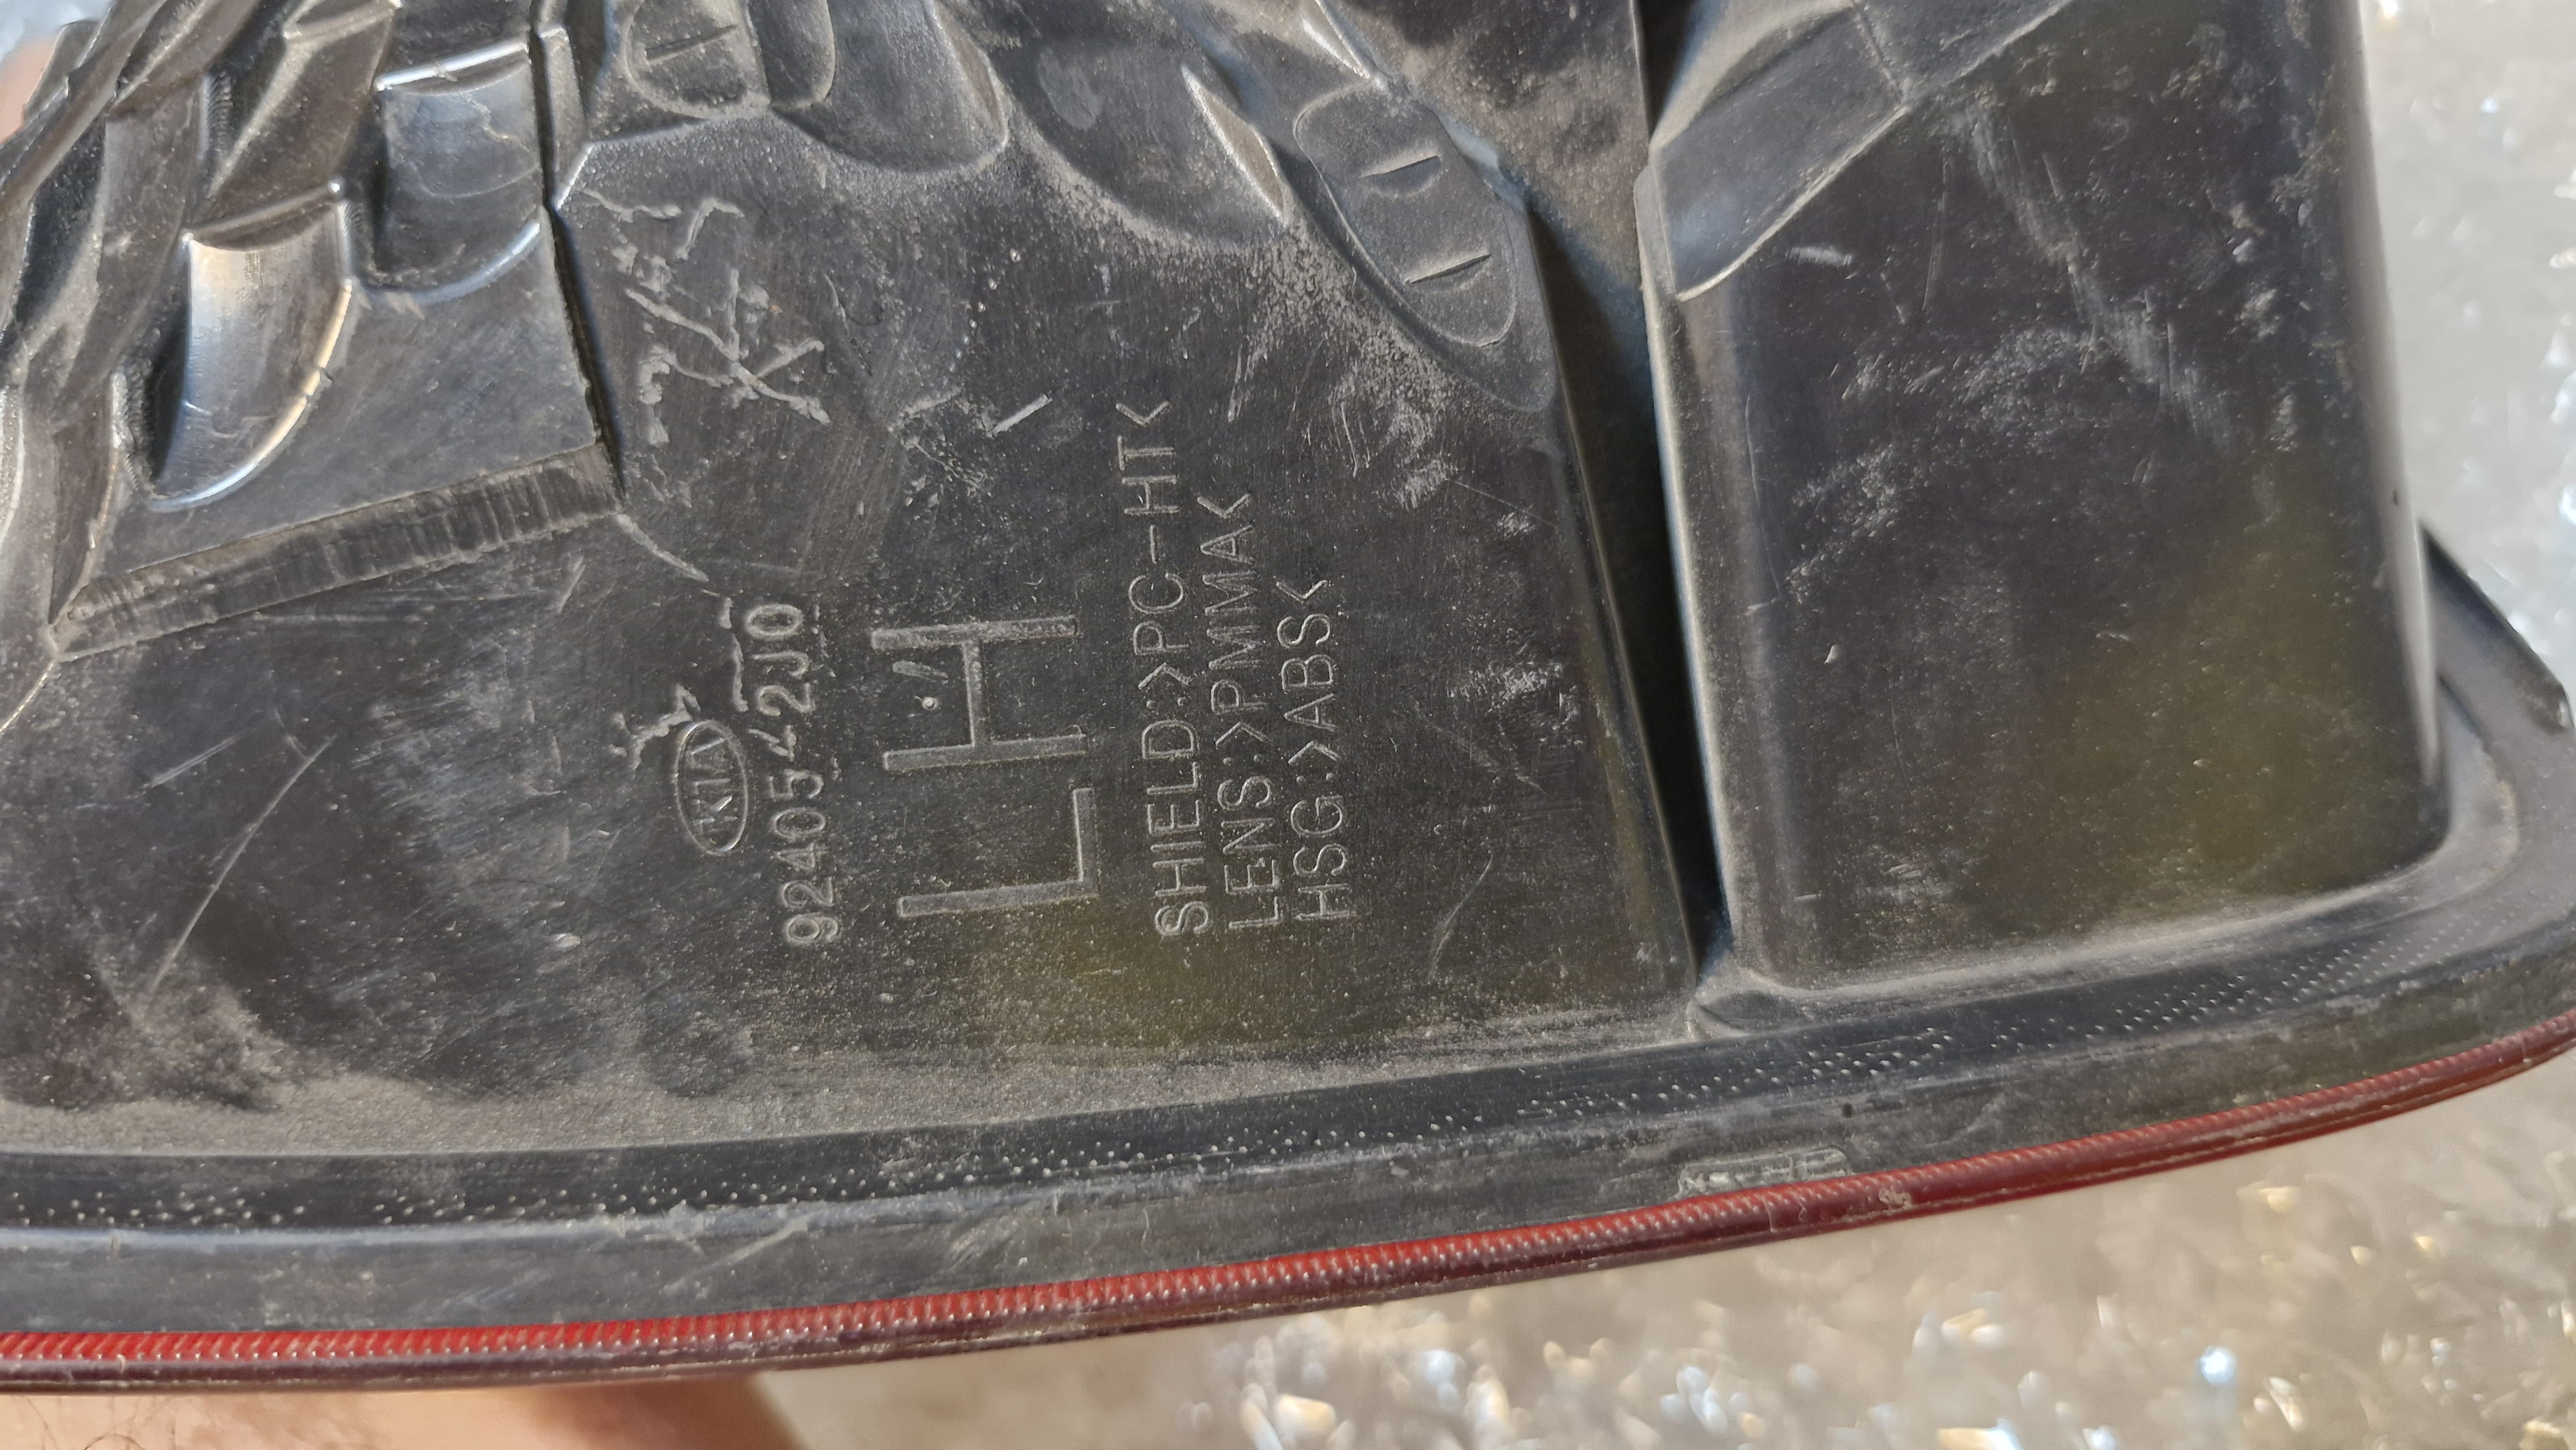 KIA
92405-2J0
LH
SHIELD:>PC-HT<
LENS:>PMMA<
HSG:>ABS<